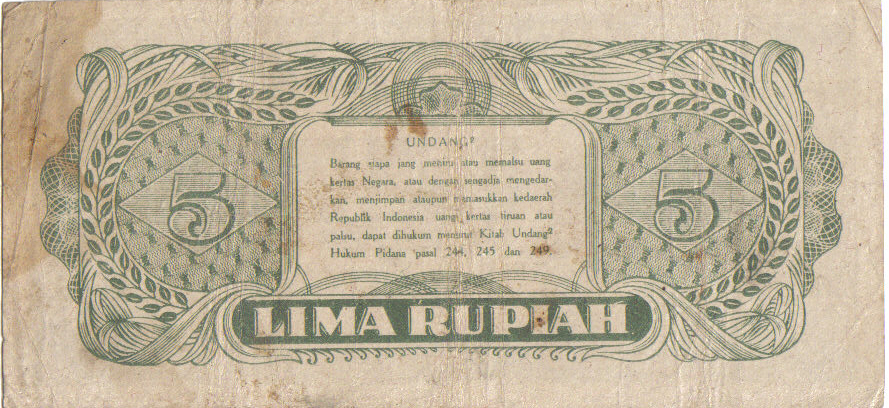 UNDANG²
Barang siapa jang meniru atau memalsu uang
kertas Negara, atau dengan sengadja mengedar-
kan, menjimpan ataupun memasukkan kedaerah
Republik Indonesia uang kertas tiruan atau
palsu, dapat dihukum menurut Kitab Undang²
Hukum Pidana pasal 244, 245 dan 249.
5
5
LIMA RUPIAH